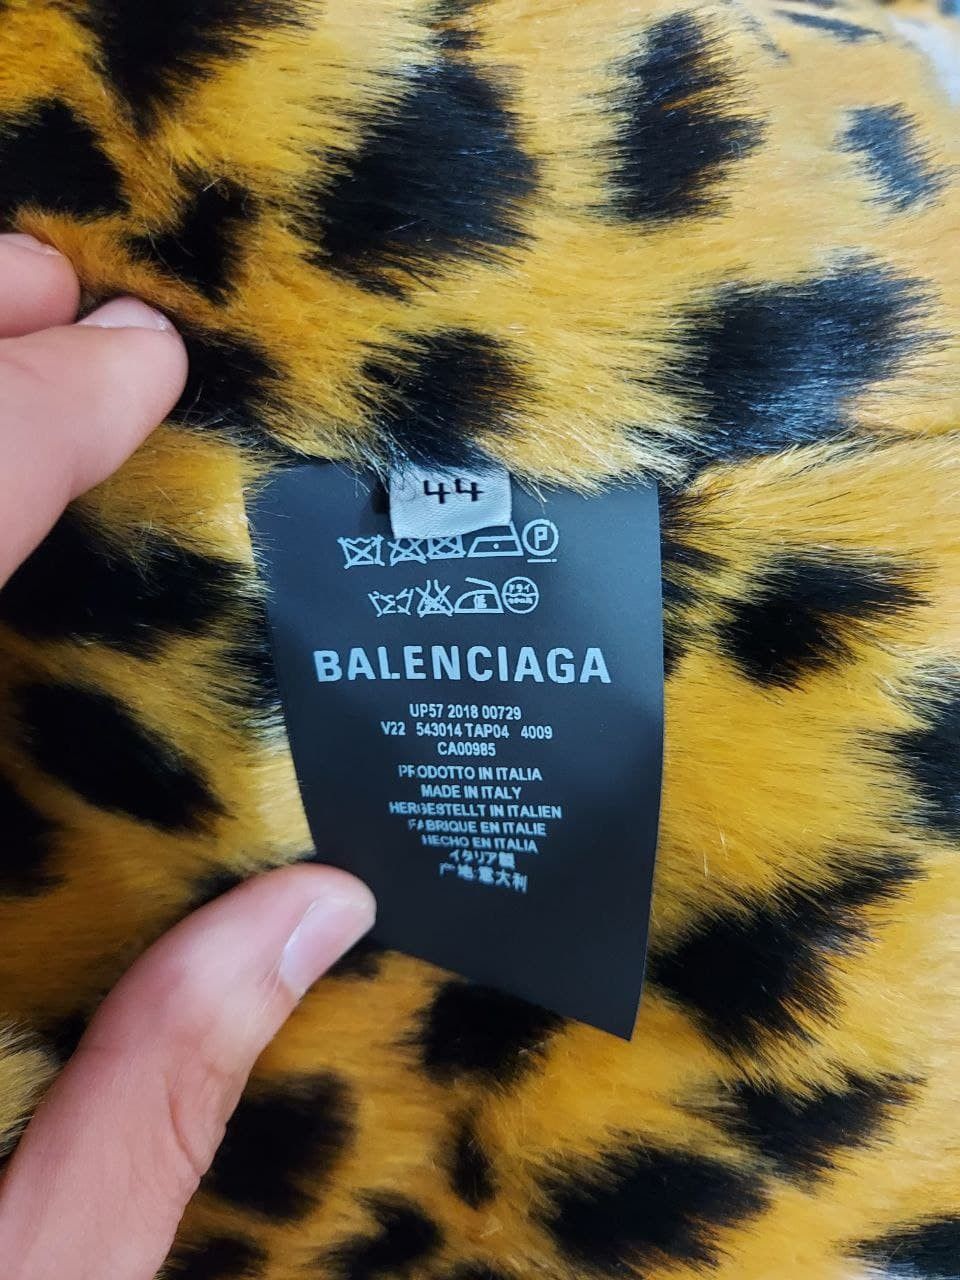 44
P
BALENCIAGA
UP57 2018 00729
V22 543014 TAP04 4009
CA00985
PRODOTTO IN ITALIA
MADE IN ITALY
HERGESTELLT IN ITALIEN
FABRIQUE EN ITALIE
HECHO EN ITALIA
イタリア製
产地:意大利